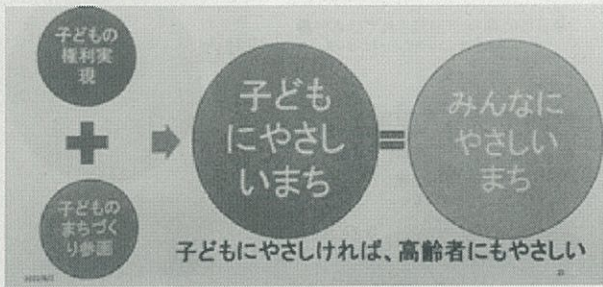 子どもの
権利実
現
子どもの
まちづく
り参画
子ども
にやさし
いまち
みんなに
やさしい
まち
子どもにやさしければ、高齢者にもやさしい